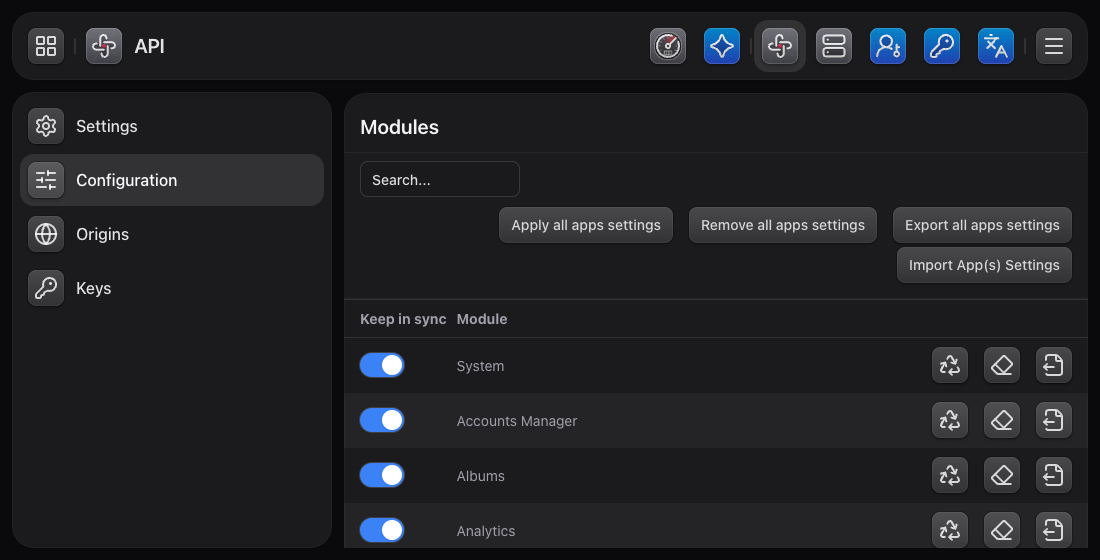 API
Settings
Configuration
Origins
Keys
Modules
Search...
Apply all apps settings
Remove all apps settings
Export all apps settings
Import App(s) Settings
Keep in sync Module
System
Accounts Manager
Albums
Analytics